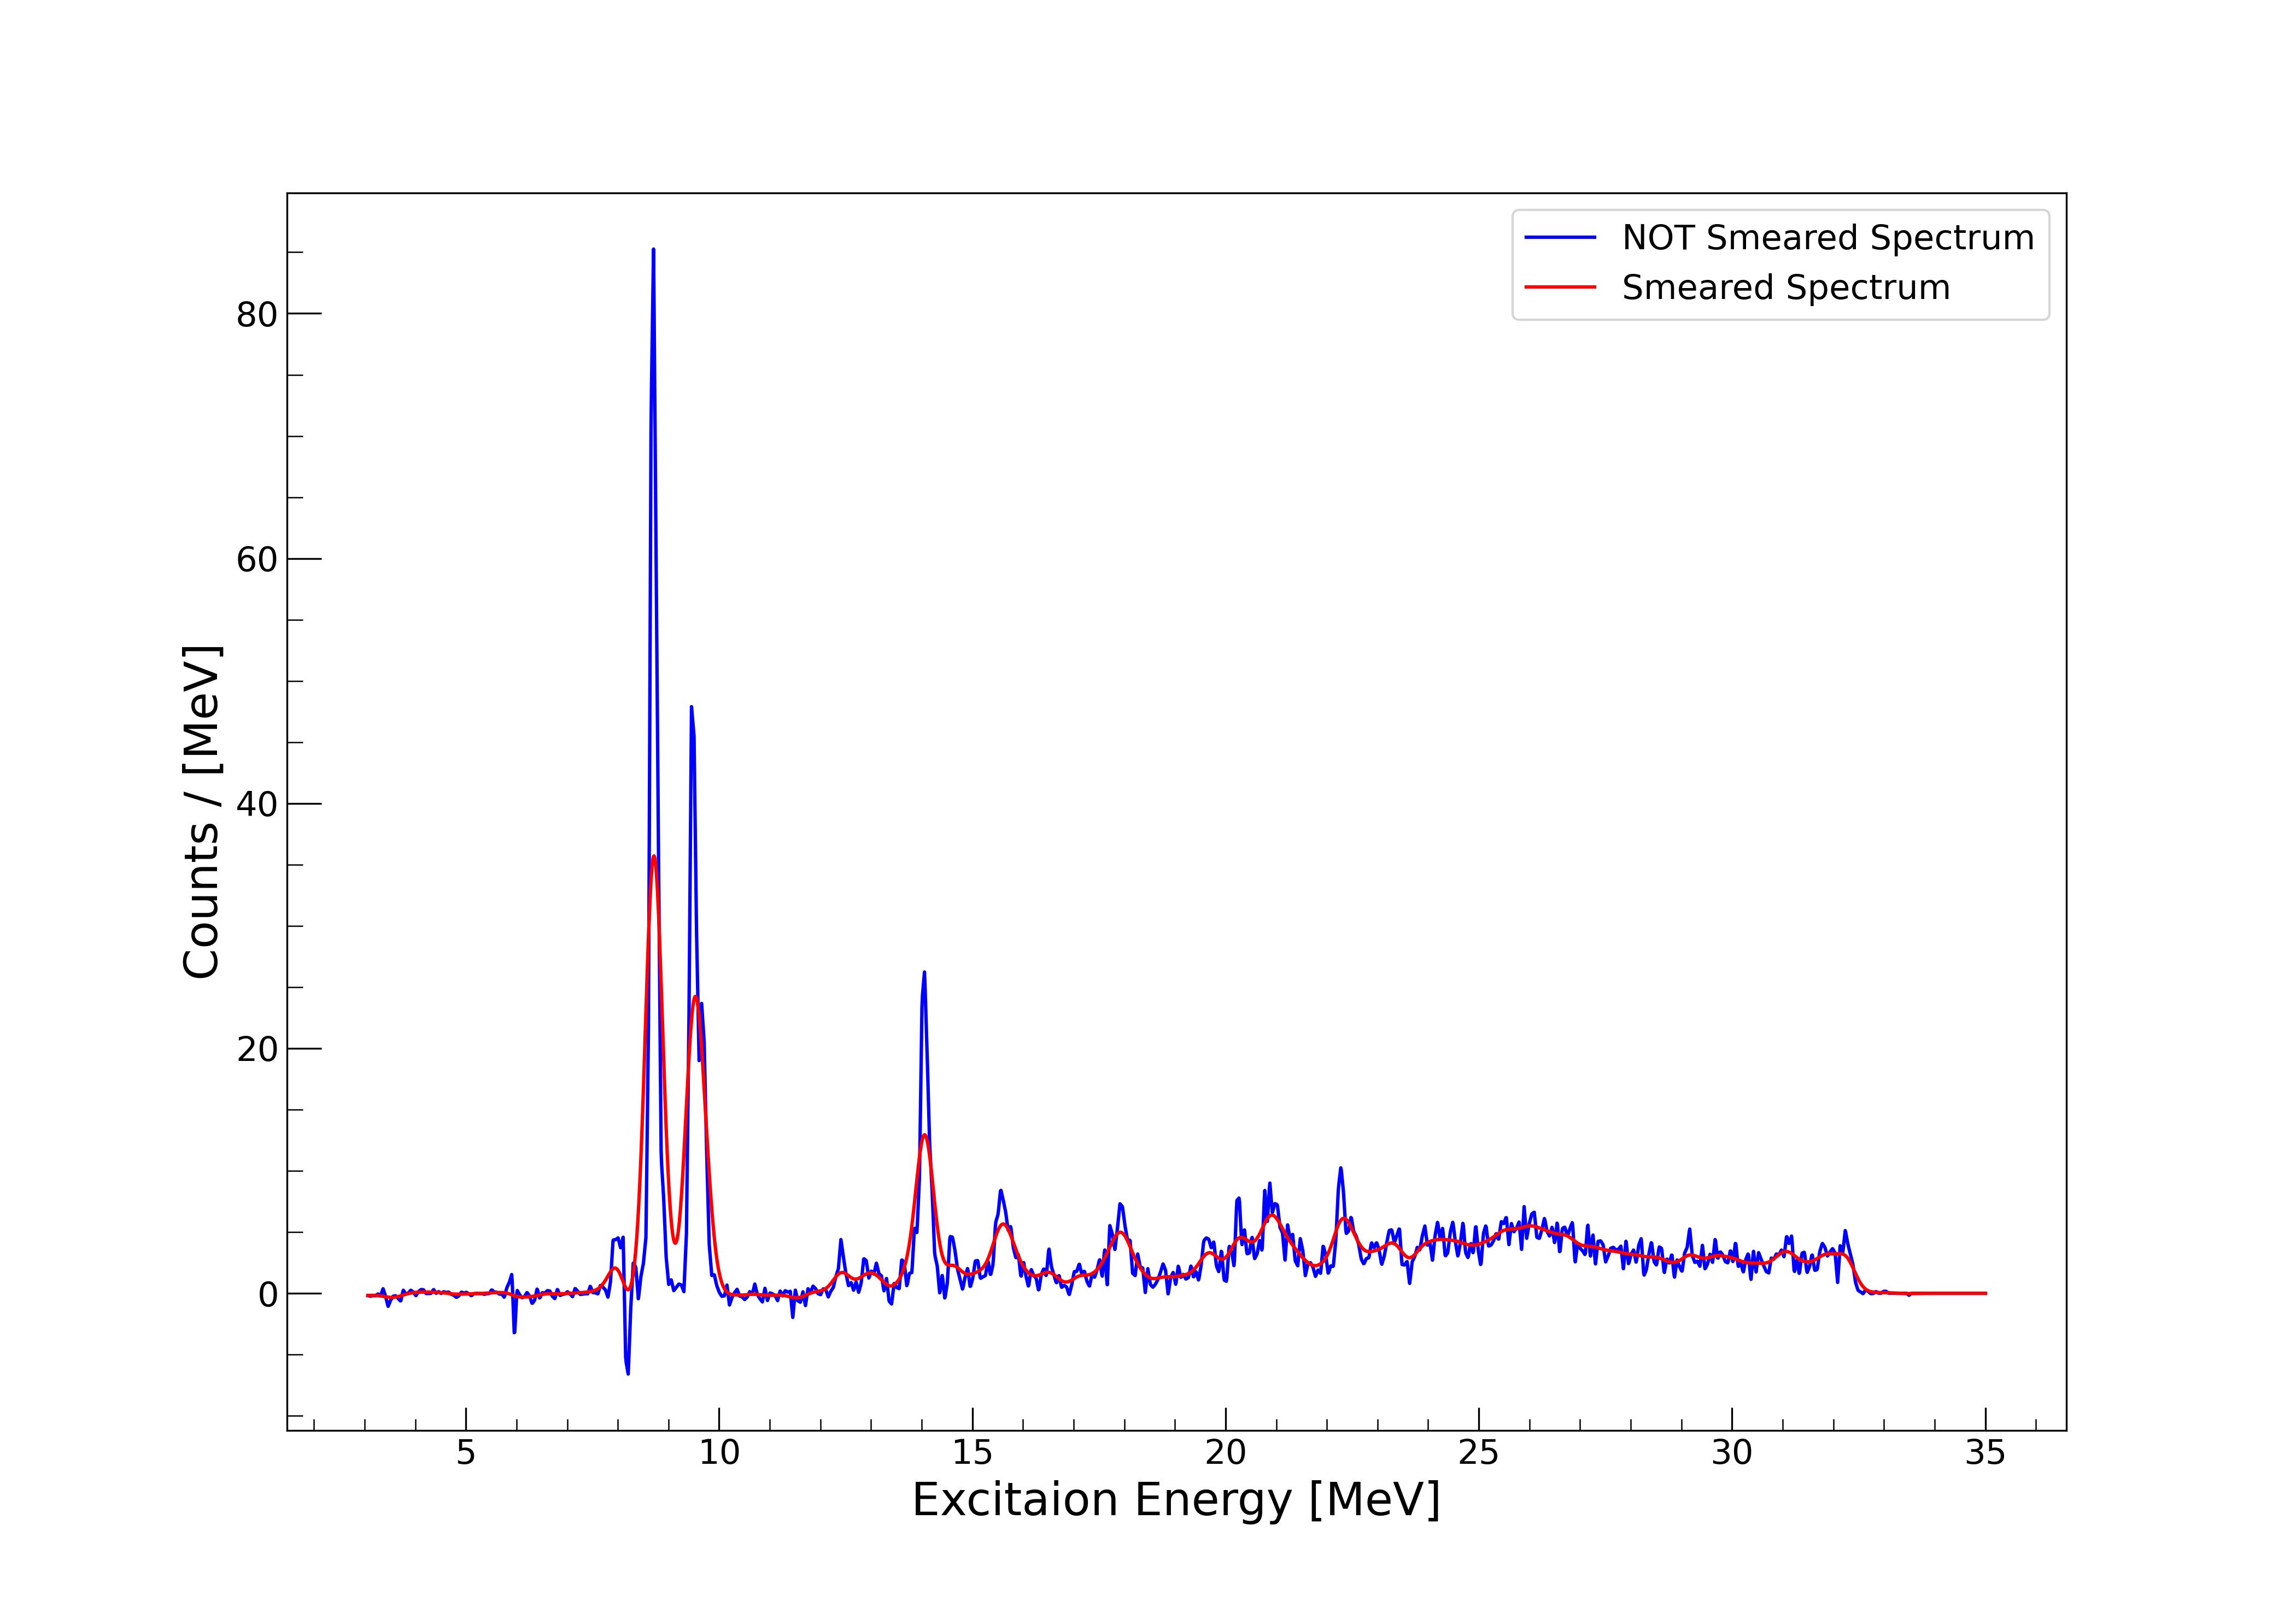 NOT Smeared Spectrum
Smeared Spectrum
80
60
40
20
0
Counts / [MeV]
5 10 15 20 25 30 35
Excitaion Energy [MeV]